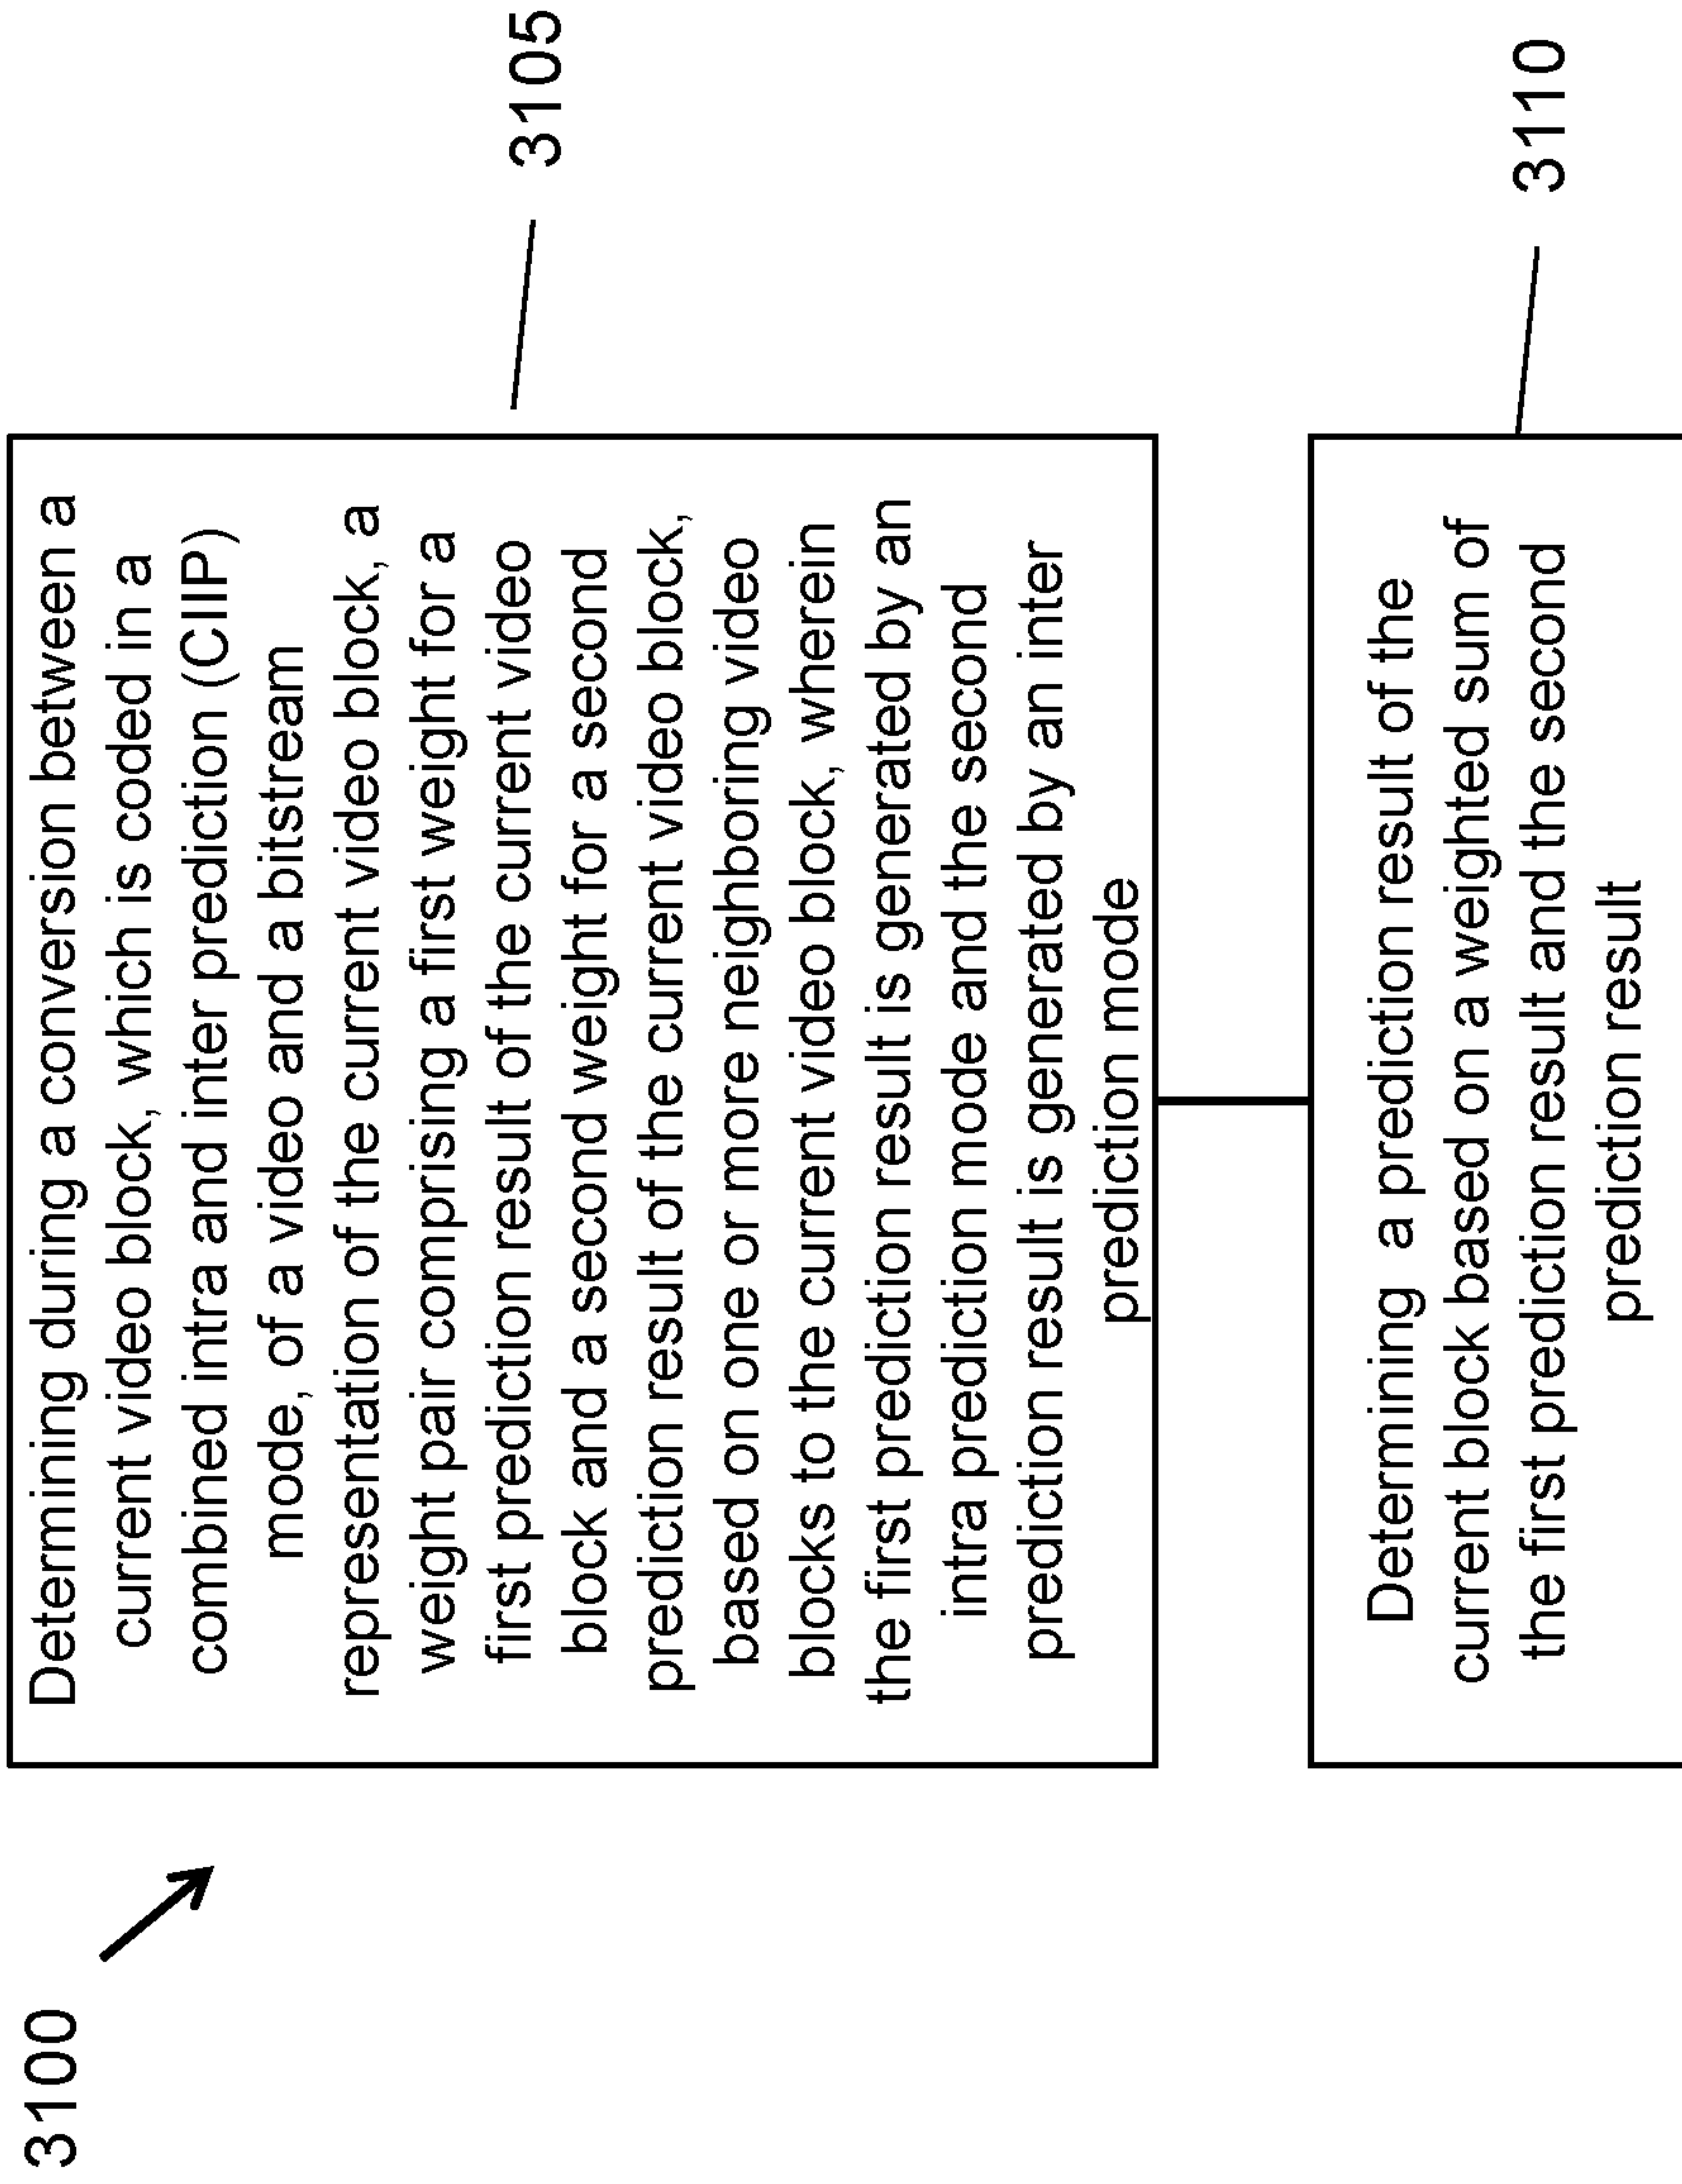 3100
Determining during a conversion between a
current video block, which is coded in a
combined intra and inter prediction (CIIP)
mode, of a video and a bitstream
representation of the current video block, a
weight pair comprising a first weight for a
first prediction result of the current video
block and a second weight for a second
prediction result of the current video block,
based on one or more neighboring video
blocks to the current video block, wherein
the first prediction result is generated by an
intra prediction mode and the second
prediction result is generated by an inter
prediction mode
3105
Determining a prediction result of the
current block based on a weighted sum of
the first prediction result and the second
prediction result
3110